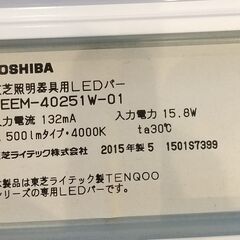 OSHIBA
芝照明器具用LEDバー
EEM-40251W-01
入力電流 132mA 入力電力 15.8W
500lmタイプ・4000K ta30℃
芝ライテック株式会社 2015年製 5 1501S7399
本製品は東芝ライテック製TENQOO
シリーズの専用LEDバーです。